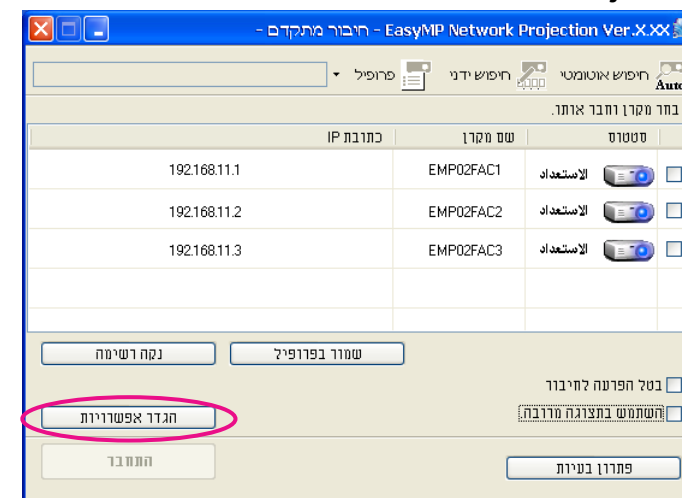 EasyMP Network Projection Ver.X.XX - חיבור מתקדם -
חיפוש אוטומטי חיפוש ידני פרופיל
Auto
בחר מקרן וחבר אותו.
סטטוס שם מקרן כתובת IP
الاستعداد EMP02FAC1 192.168.11.1
الاستعداد EMP02FAC2 192.168.11.2
الاستعداد EMP02FAC3 192.168.11.3
שמור בפרופיל נקה רשימה
בטל הפרעה לחיבור
השתמש בתצוגה מרובה.
הגדר אפשרויות
פתרון בעיות התחבר